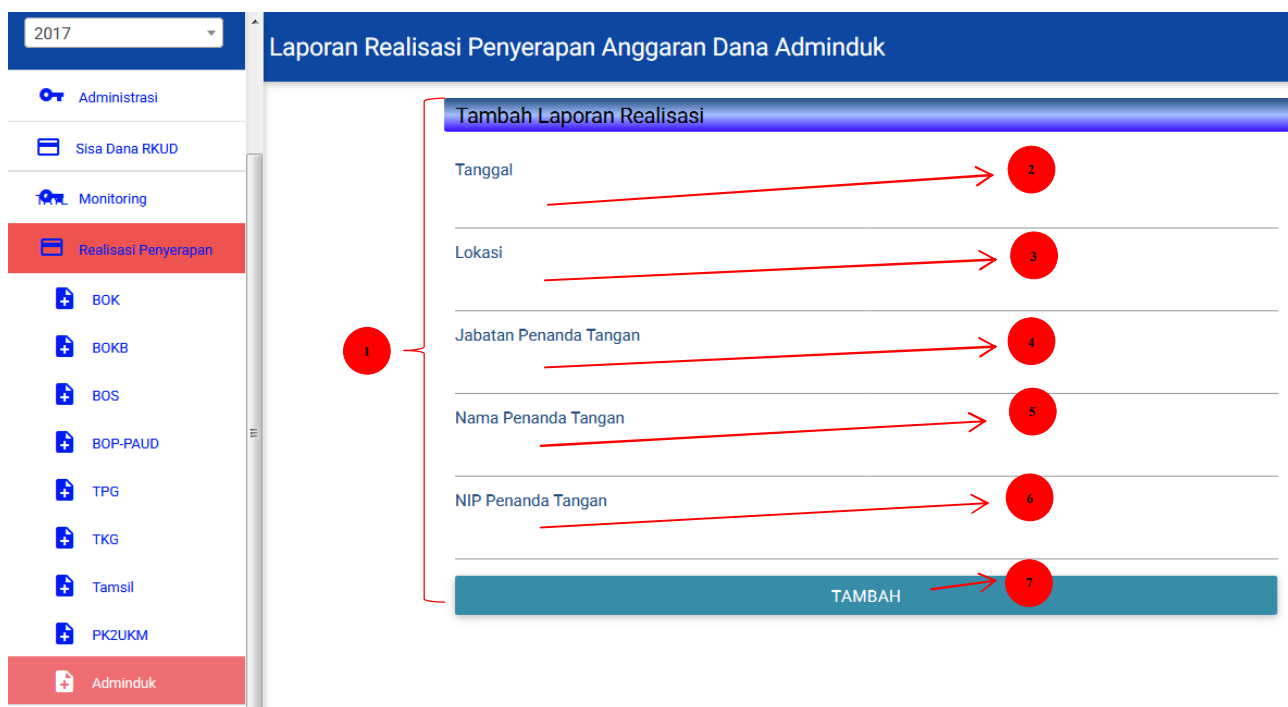 2017
Laporan Realisasi Penyerapan Anggaran Dana Adminduk
Administrasi
Sisa Dana RKUD
Monitoring
Realisasi Penyerapan
BOK
BOKB
BOS
BOP-PAUD
TPG
TKG
Tamsil
PK2UKM
Adminduk
Tambah Laporan Realisasi
1
Tanggal
2
Lokasi
3
Jabatan Penanda Tangan
4
Nama Penanda Tangan
5
NIP Penanda Tangan
6
TAMBAH
7